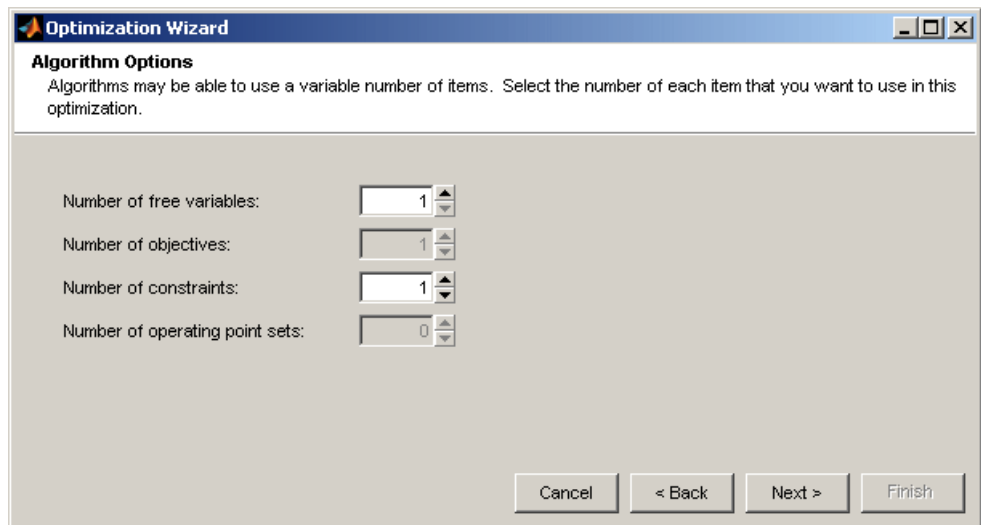 Optimization Wizard
Algorithm Options
Algorithms may be able to use a variable number of items. Select the number of each item that you want to use in this
optimization.
Number of free variables: 1
Number of objectives: 1
Number of constraints: 1
Number of operating point sets: 0
Cancel < Back Next > Finish